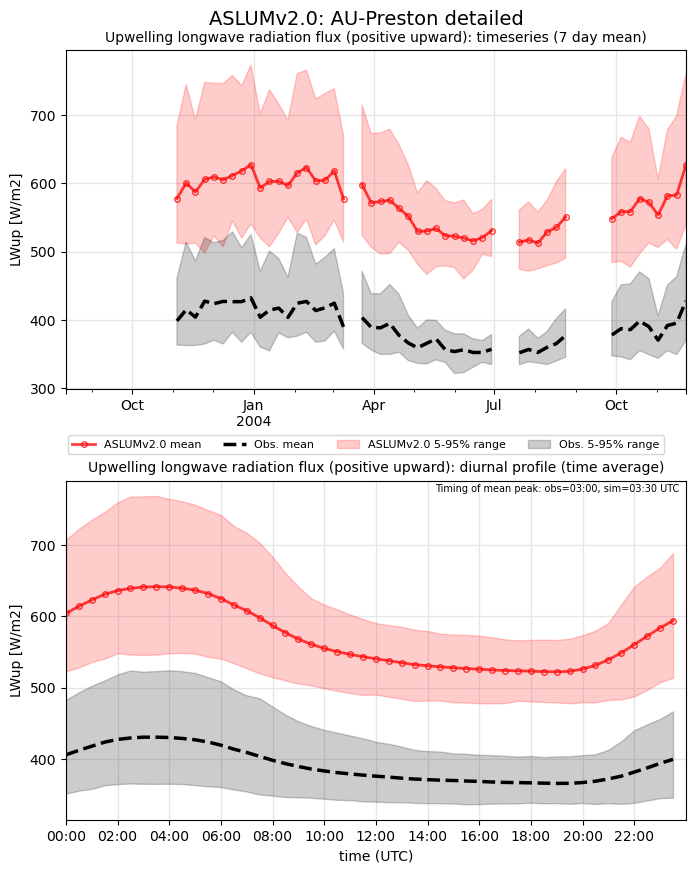 ASLUMv2.0: AU-Preston detailed
Upwelling longwave radiation flux (positive upward): timeseries (7 day mean)
LWup [W/m2]
700
600
500
400
300
Oct
Jan
2004
Apr
Jul
Oct
ASLUMv2.0 mean
Obs. mean
ASLUMv2.0 5-95% range
Obs. 5-95% range
Upwelling longwave radiation flux (positive upward): diurnal profile (time average)
Timing of mean peak: obs=03:00, sim=03:30 UTC
LWup [W/m2]
700
600
500
400
00:00 02:00 04:00 06:00 08:00 10:00 12:00 14:00 16:00 18:00 20:00 22:00
time (UTC)